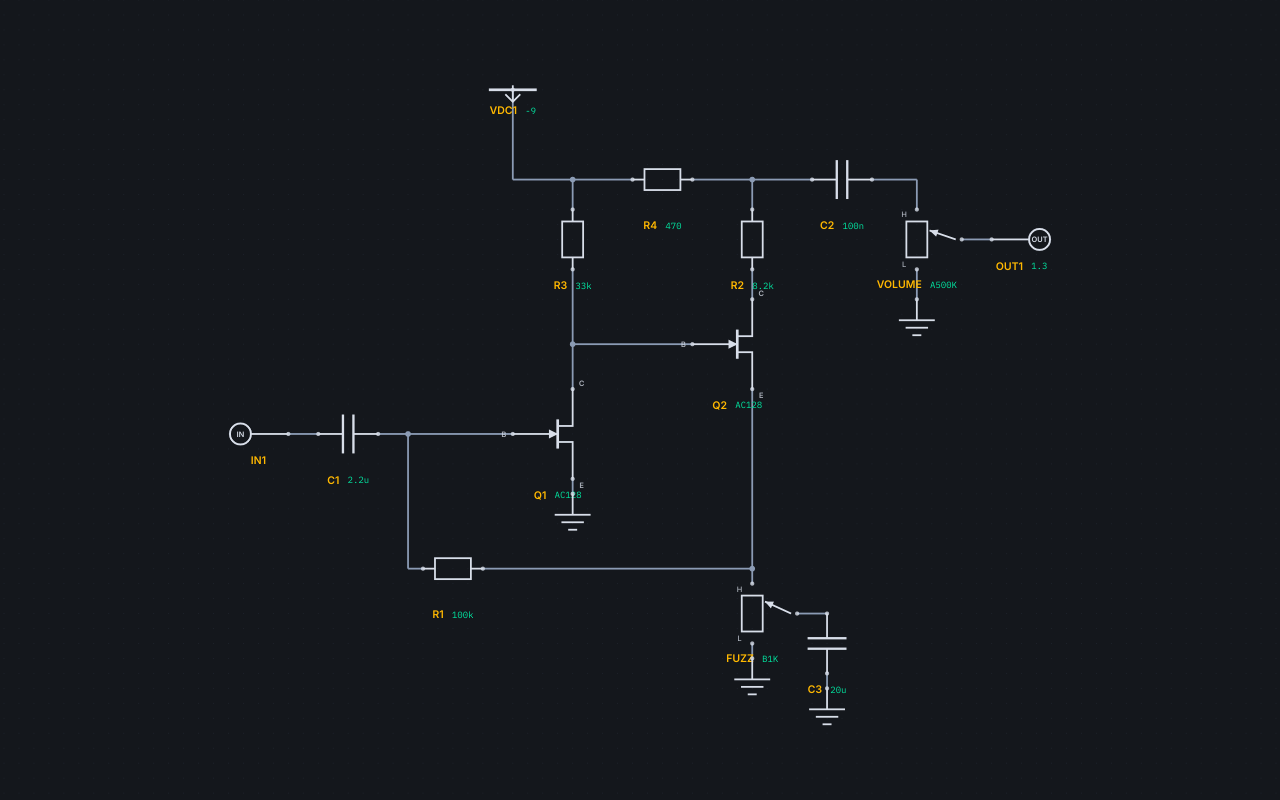 VDC1 -9
R4 470
C2 100n
H
L
OUT
OUT1 1.3
VOLUME A500K
R3 33k
R2 8.2k
C
B
E
Q2 AC128
C
B
E
Q1 AC128
IN
IN1
C1 2.2u
R1 100k
H
L
FUZZ B1K
C3 20u